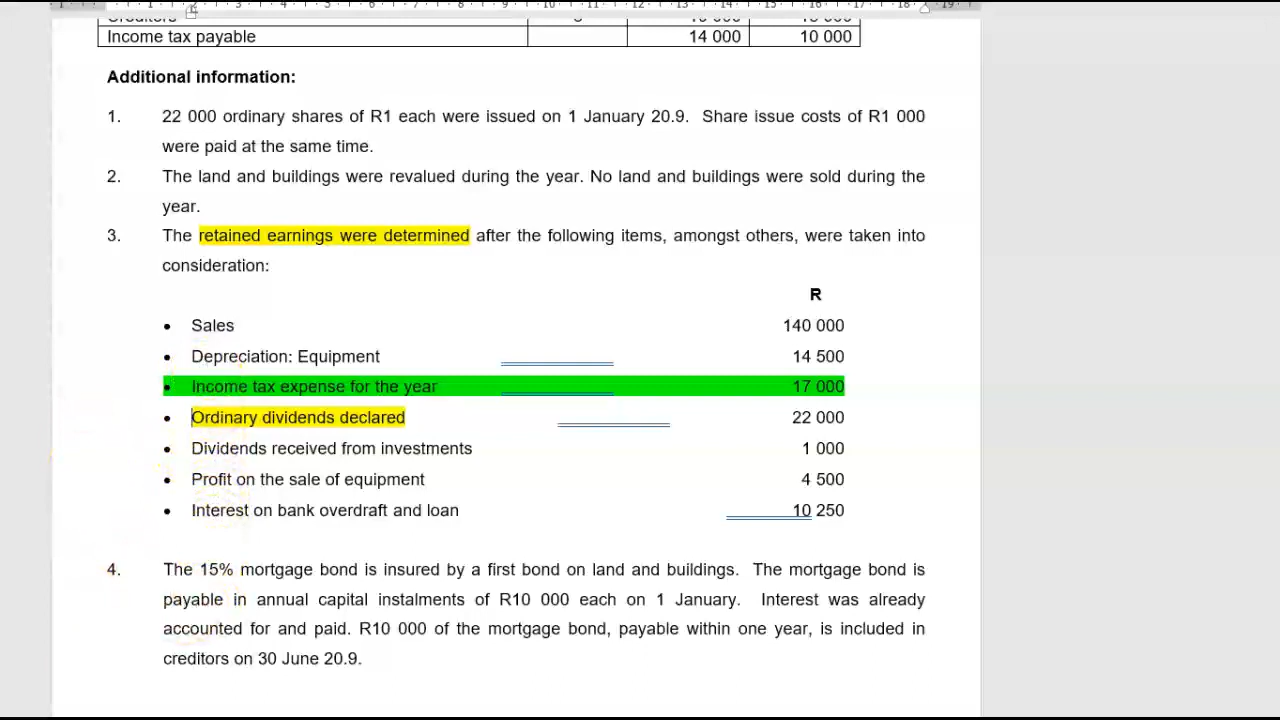 Income tax payable 14 000 10 000
Additional information:
1. 22 000 ordinary shares of R1 each were issued on 1 January 20.9. Share issue costs of R1 000
were paid at the same time.
2. The land and buildings were revalued during the year. No land and buildings were sold during the
year.
3. The retained earnings were determined after the following items, amongst others, were taken into
consideration:
R
• Sales 140 000
• Depreciation: Equipment 14 500
• Income tax expense for the year 17 000
• Ordinary dividends declared 22 000
• Dividends received from investments 1 000
• Profit on the sale of equipment 4 500
• Interest on bank overdraft and loan 10 250
4. The 15% mortgage bond is insured by a first bond on land and buildings. The mortgage bond is
payable in annual capital instalments of R10 000 each on 1 January. Interest was already
accounted for and paid. R10 000 of the mortgage bond, payable within one year, is included in
creditors on 30 June 20.9.